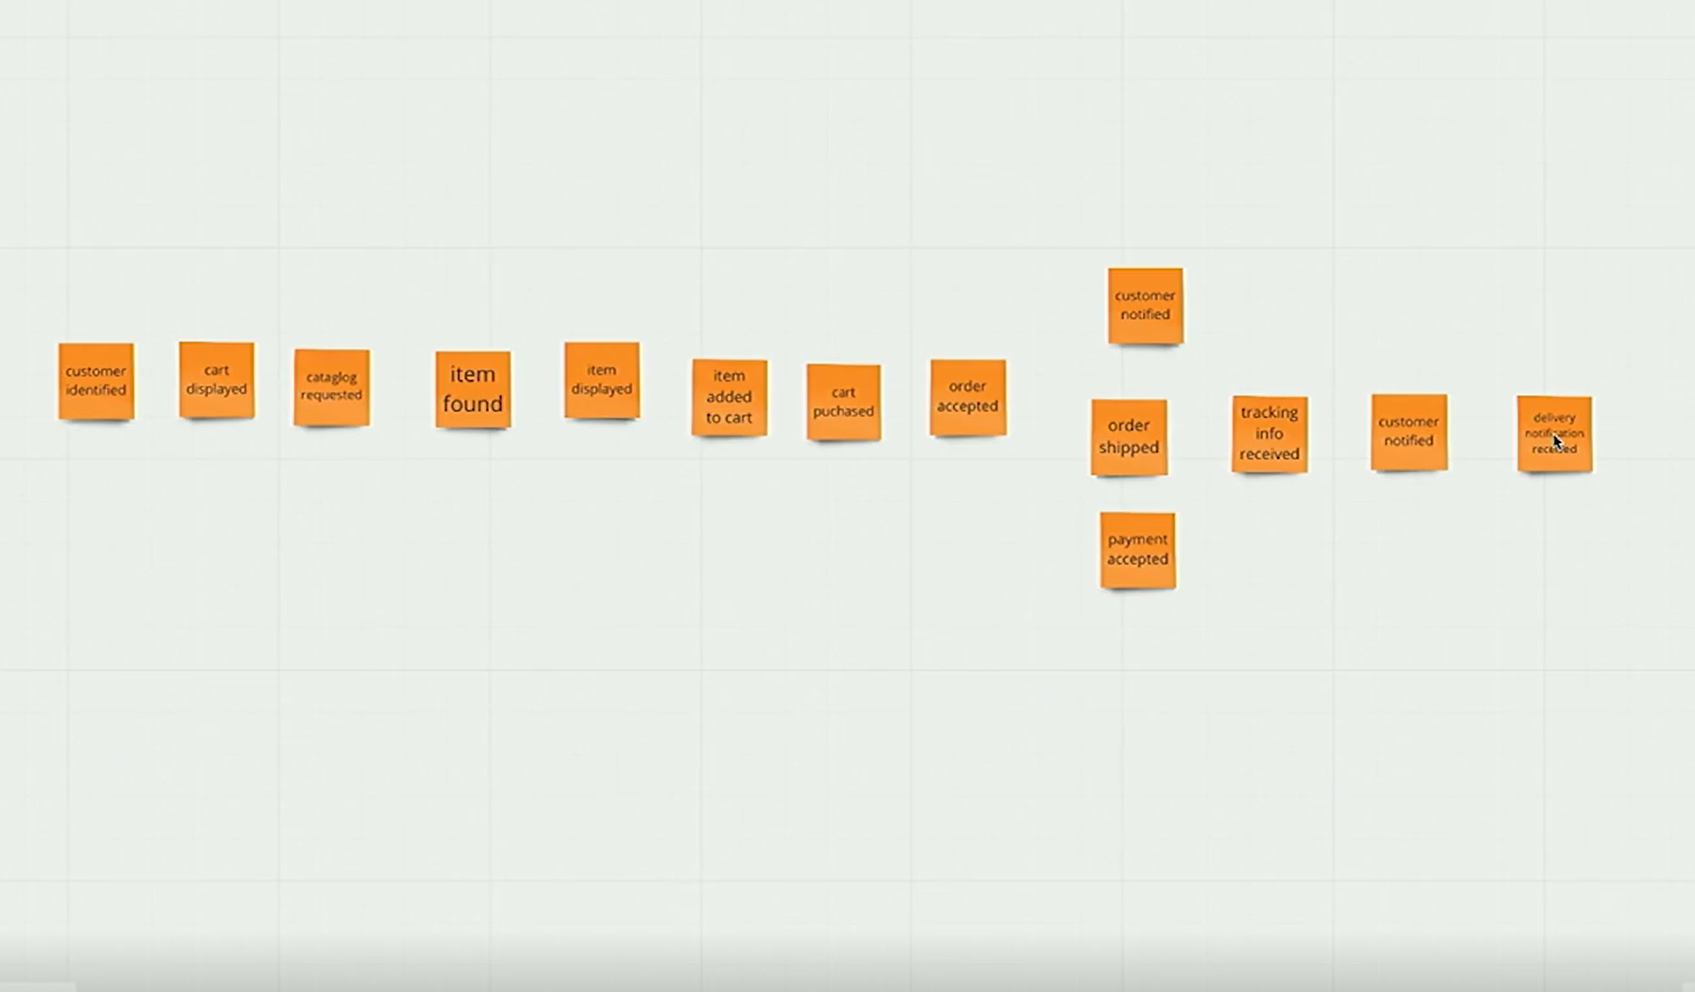 customer
identified
cart
displayed
cataglog
requested
item
found
item
displayed
item
added
to cart
cart
puchased
order
accepted
customer
notified
order
shipped
payment
accepted
tracking
info
received
customer
notified
delivery
notification
received